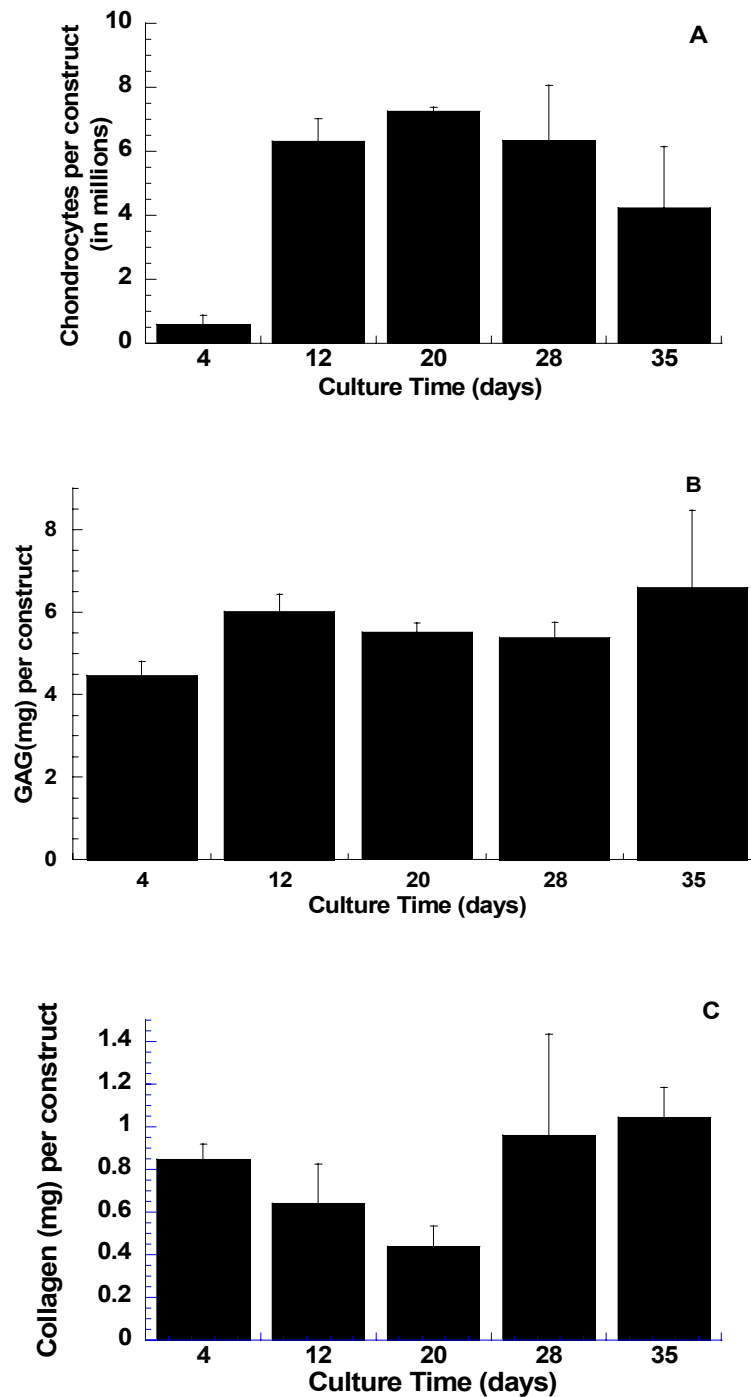 A
Chondrocytes per construct
(in millions)
10
8
6
4
2
0
4 12 20 28 35
Culture Time (days)
B
GAG(mg) per construct
8
6
4
2
0
4 12 20 28 35
Culture Time (days)
C
Collagen (mg) per construct
1.4
1.2
1
0.8
0.6
0.4
0.2
0
4 12 20 28 35
Culture Time (days)